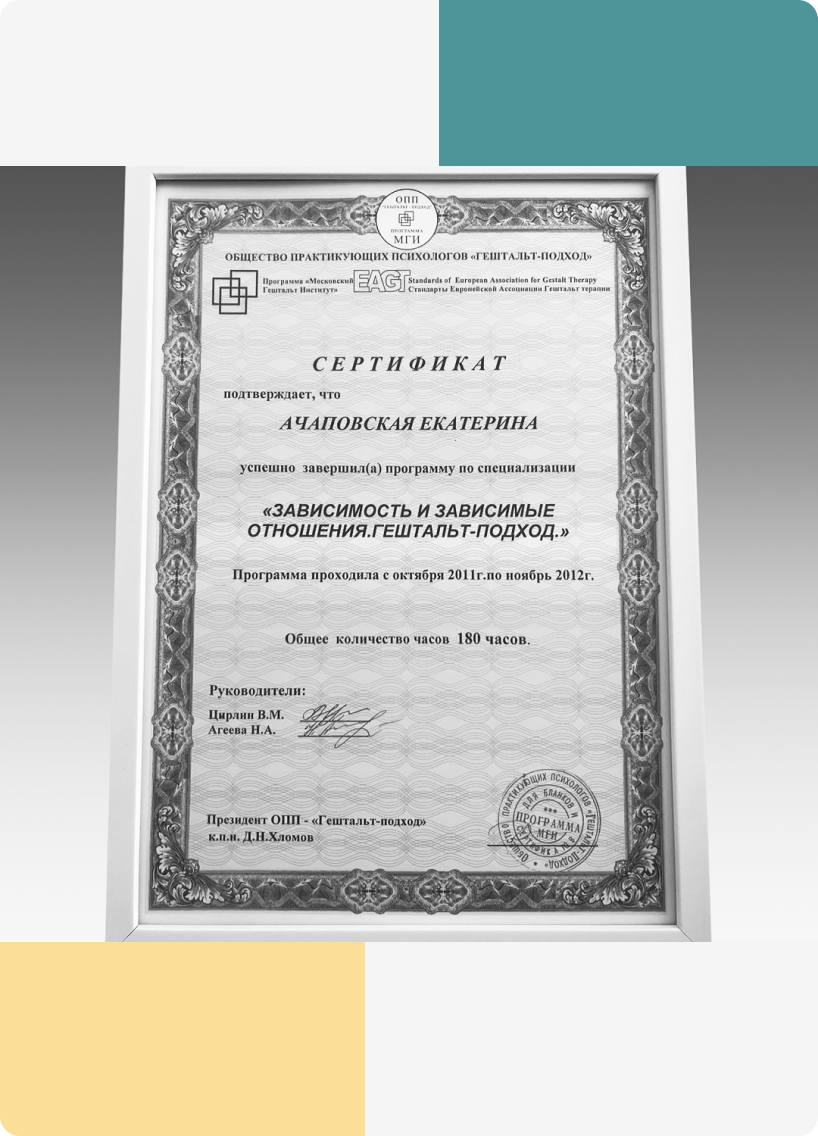 ОПП
"ГЕШТАЛЬТ - ПОДХОД"
ПРОГРАММА
МГИ
ОБЩЕСТВО ПРАКТИКУЮЩИХ ПСИХОЛОГОВ «ГЕШТАЛЬТ-ПОДХОД»
Программа «Московский
Гештальт Институт»
EAGT
Standards of European Association for Gestalt Therapy
Стандарты Европейской Ассоциации Гештальт терапии
СЕРТИФИКАТ
подтверждает, что
АЧАПОВСКАЯ ЕКАТЕРИНА
успешно завершил(а) программу по специализации
«ЗАВИСИМОСТЬ И ЗАВИСИМЫЕ
ОТНОШЕНИЯ.ГЕШТАЛЬТ-ПОДХОД.»
Программа проходила с октября 2011г.по ноябрь 2012г.
Общее количество часов 180 часов.
Руководители:
Цирлин В.М.
Агеева Н.А.
Президент ОПП - «Гештальт-подход»
к.п.н. Д.Н.Хломов
ОБЩЕСТВО ПРАКТИКУЮЩИХ ПСИХОЛОГОВ «ГЕШТАЛЬТ-ПОДХОД»
ДЛЯ БЛАНКОВ И
ПРОГРАММА
МГИ